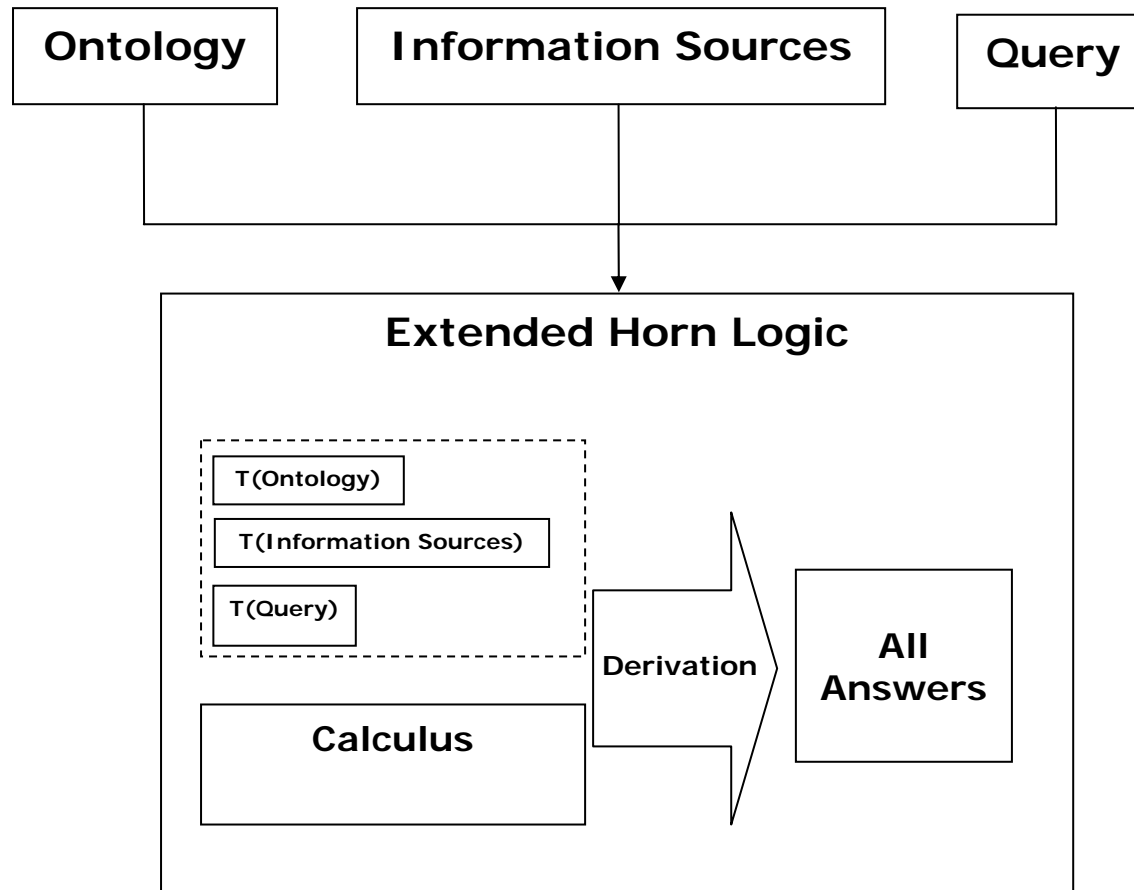 Ontology
Information Sources
Query
Extended Horn Logic
T(Ontology)
T(Information Sources)
T(Query)
Calculus
Derivation
All
Answers